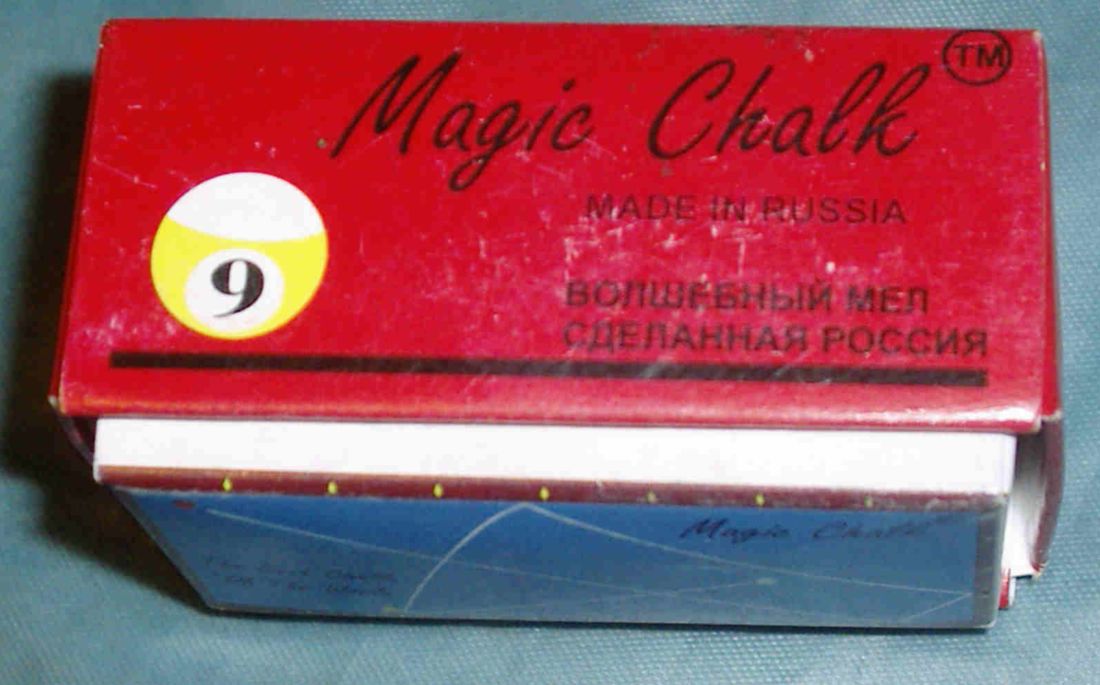 Magic Chalk TM
MADE IN RUSSIA
9
ВОЛШЕБНЫЙ МЕЛ
СДЕЛАННАЯ РОССИЯ
Magic Chalk